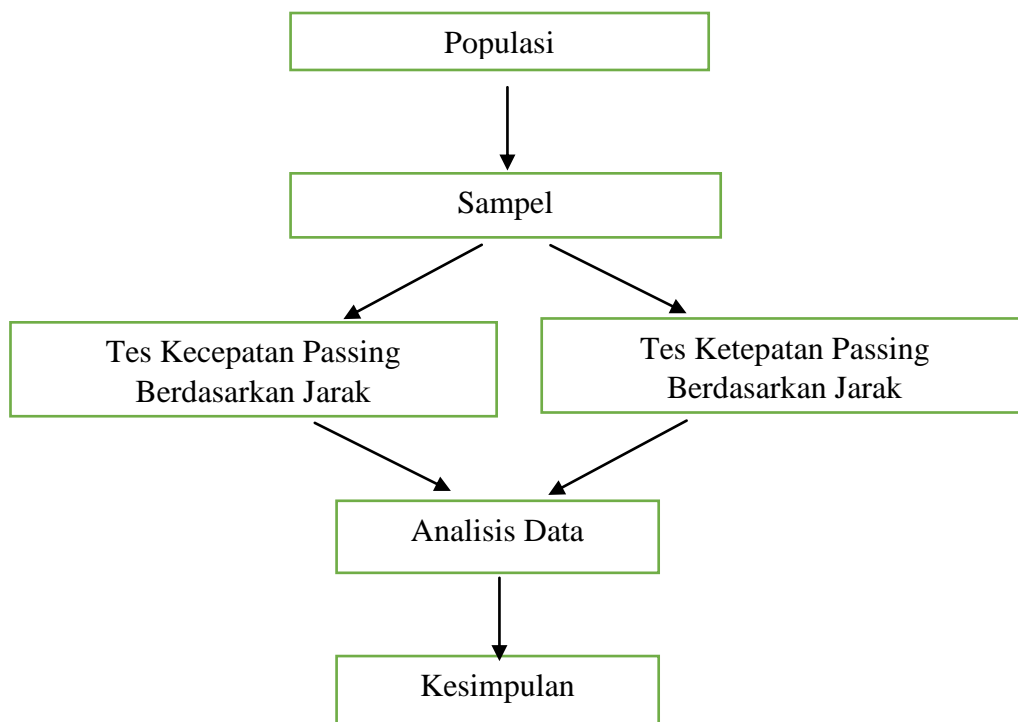 Populasi
Sampel
Tes Kecepatan Passing
Berdasarkan Jarak
Tes Ketepatan Passing
Berdasarkan Jarak
Analisis Data
Kesimpulan